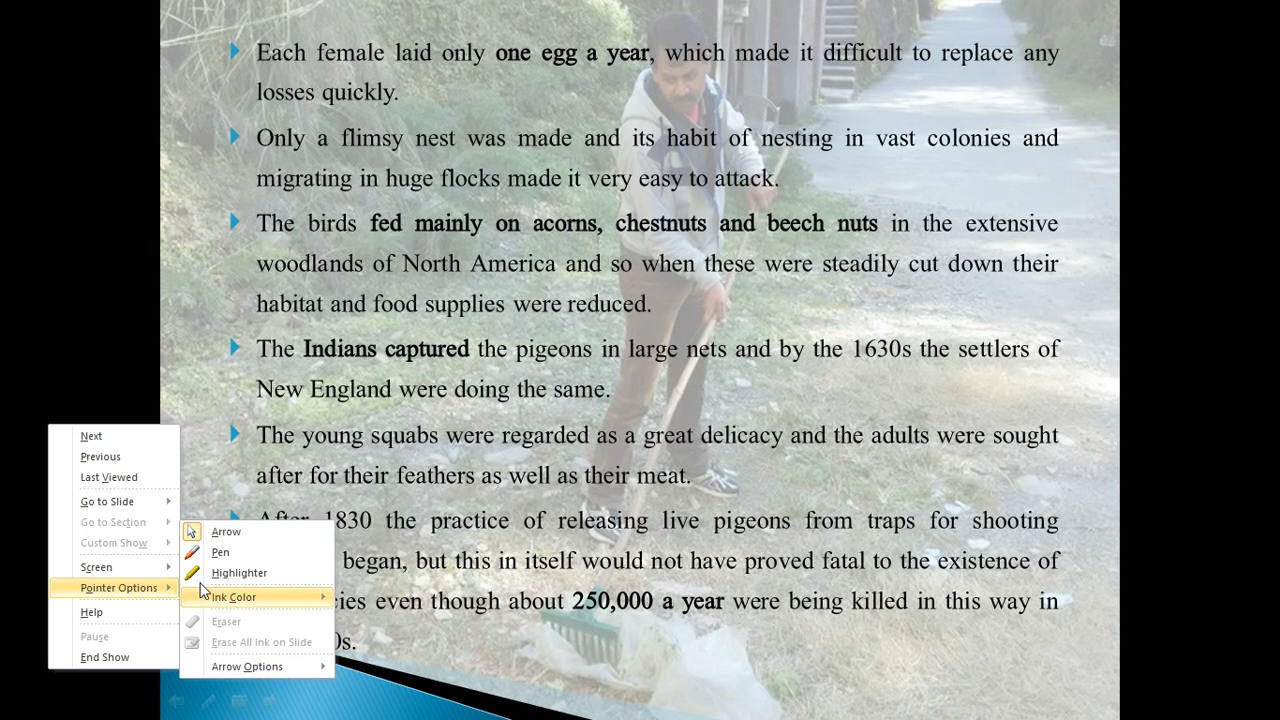 Each female laid only one egg a year, which made it difficult to replace any
losses quickly.
Only a flimsy nest was made and its habit of nesting in vast colonies and
migrating in huge flocks made it very easy to attack.
The birds fed mainly on acorns, chestnuts and beech nuts in the extensive
woodlands of North America and so when these were steadily cut down their
habitat and food supplies were reduced.
The Indians captured the pigeons in large nets and by the 1630s the settlers of
New England were doing the same.
The young squabs were regarded as a great delicacy and the adults were sought
after for their feathers as well as their meat.
After 1830 the practice of releasing live pigeons from traps for shooting
began, but this in itself would not have proved fatal to the existence of
cies even though about 250,000 a year were being killed in this way in
0s.
Next
Previous
Last Viewed
Go to Slide
Go to Section
Custom Show
Screen
Pointer Options
Help
Pause
End Show
Arrow
Pen
Highlighter
Ink Color
Eraser
Erase All Ink on Slide
Arrow Options